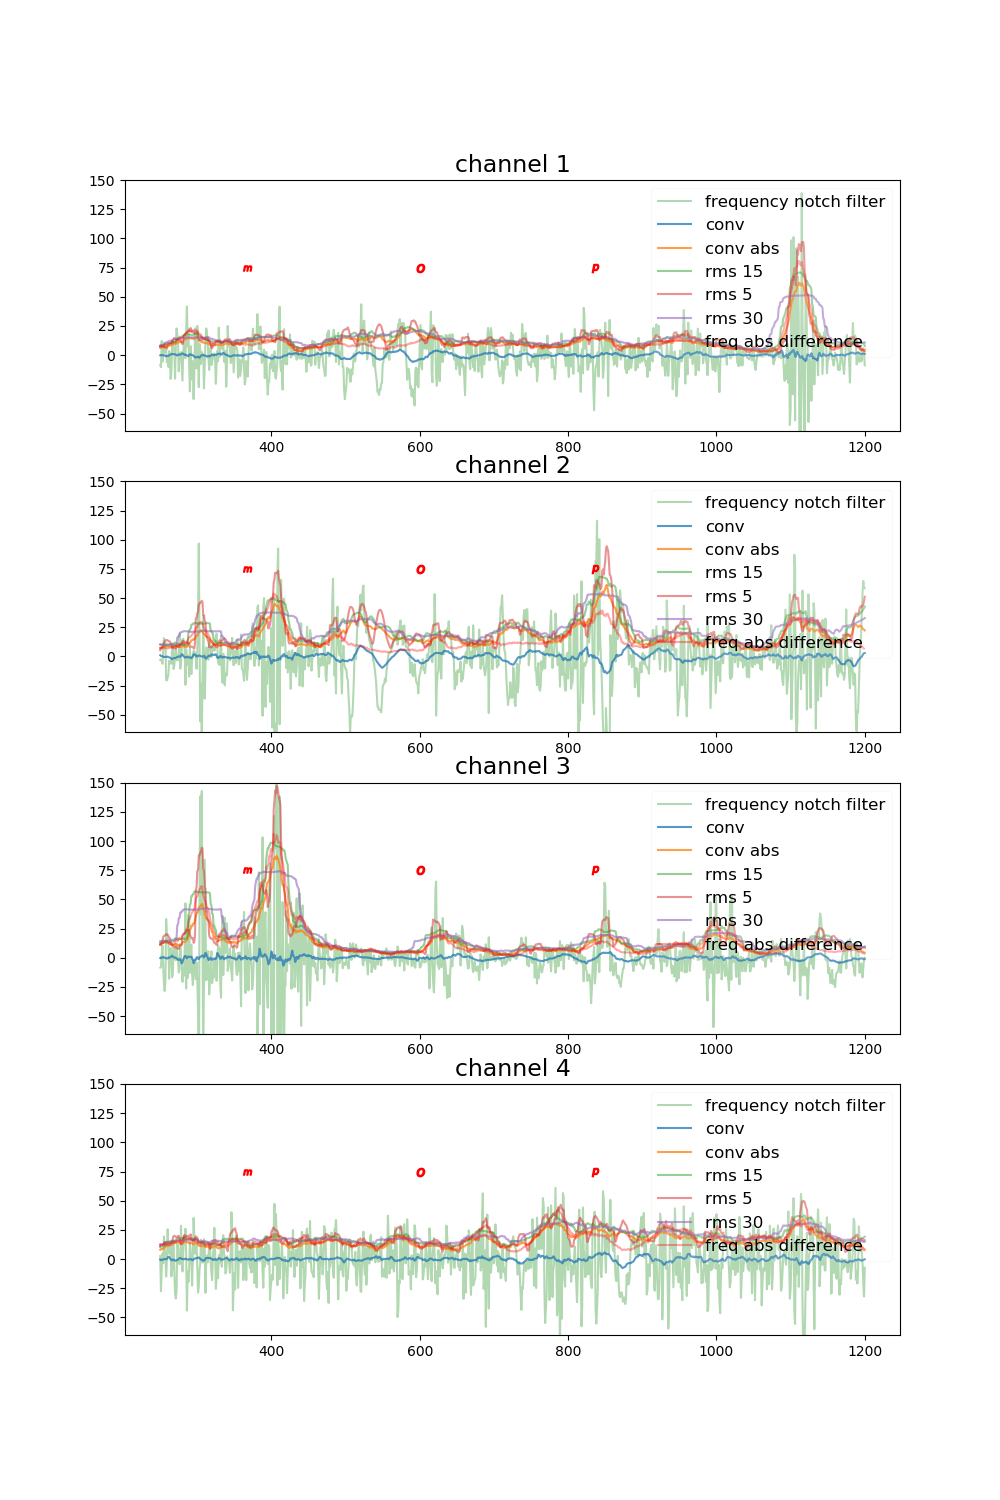 channel 1
150
125
100
75
50
25
0
−25
−50
m o p
frequency notch filter
conv
conv abs
rms 15
rms 5
rms 30
freq abs difference
400 600 800 1000 1200
channel 2
150
125
100
75
50
25
0
−25
−50
m o p
frequency notch filter
conv
conv abs
rms 15
rms 5
rms 30
freq abs difference
400 600 800 1000 1200
channel 3
150
125
100
75
50
25
0
−25
−50
m o p
frequency notch filter
conv
conv abs
rms 15
rms 5
rms 30
freq abs difference
400 600 800 1000 1200
channel 4
150
125
100
75
50
25
0
−25
−50
m o p
frequency notch filter
conv
conv abs
rms 15
rms 5
rms 30
freq abs difference
400 600 800 1000 1200